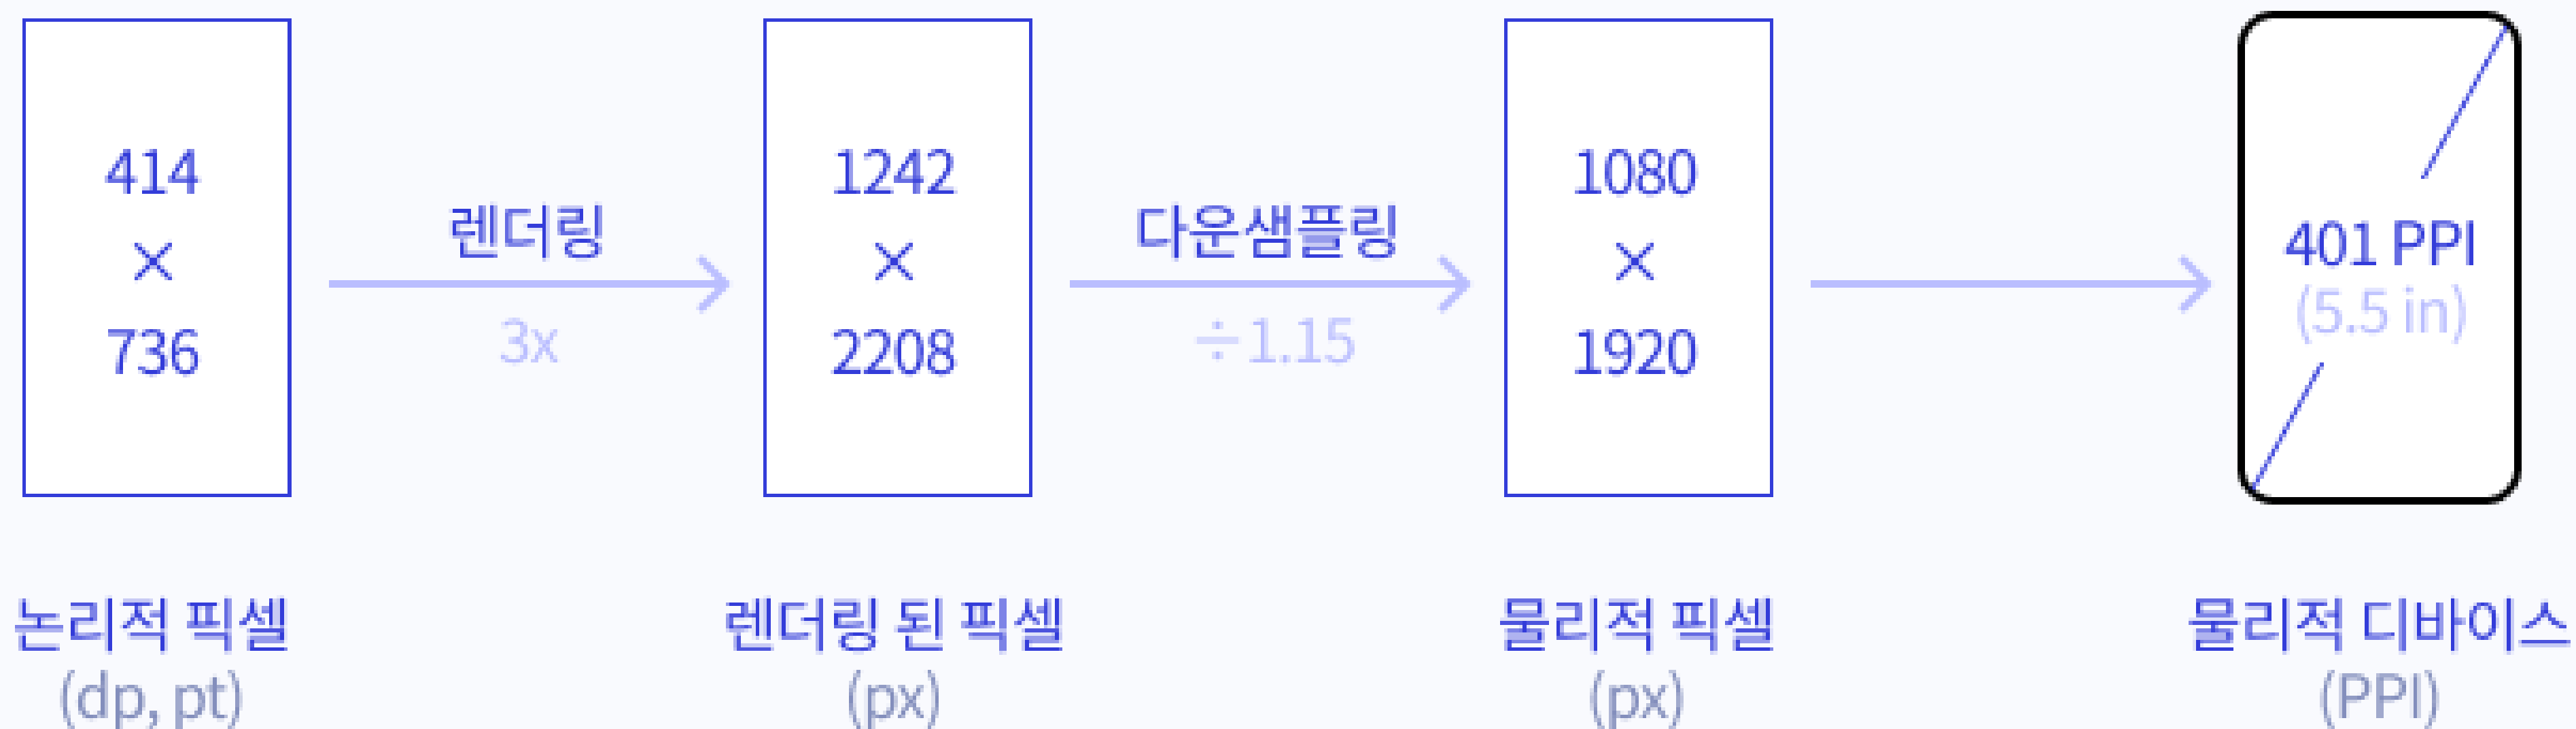 414
×
736
렌더링
3x
1242
×
2208
다운샘플링
÷1.15
1080
×
1920
401 PPI
(5.5 in)
논리적 픽셀
(dp, pt)
렌더링 된 픽셀
(px)
물리적 픽셀
(px)
물리적 디바이스
(PPI)